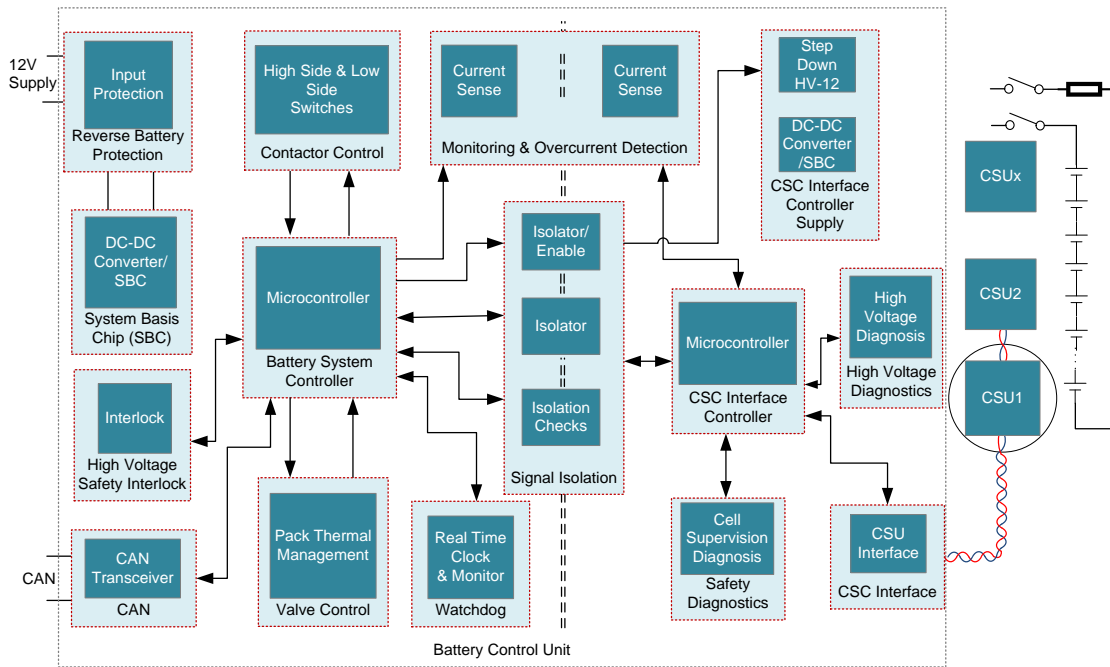 12V
Supply
Input
Protection
Reverse Battery
Protection
High Side & Low
Side
Switches
Contactor Control
Current
Sense
Current
Sense
Monitoring & Overcurrent Detection
Step
Down
HV-12
DC-DC
Converter
/SBC
CSC Interface
Controller
Supply
DC-DC
Converter/
SBC
System Basis
Chip (SBC)
Microcontroller
Battery System
Controller
Isolator/
Enable
Isolator
Isolation
Checks
Signal Isolation
Microcontroller
CSC Interface
Controller
High
Voltage
Diagnosis
High Voltage
Diagnostics
CSUx
CSU2
CSU1
Interlock
High Voltage
Safety Interlock
CAN
CAN
Transceiver
CAN
Pack Thermal
Management
Valve Control
Real Time
Clock
& Monitor
Watchdog
Cell
Supervision
Diagnosis
Safety
Diagnostics
CSU
Interface
CSC Interface
Battery Control Unit